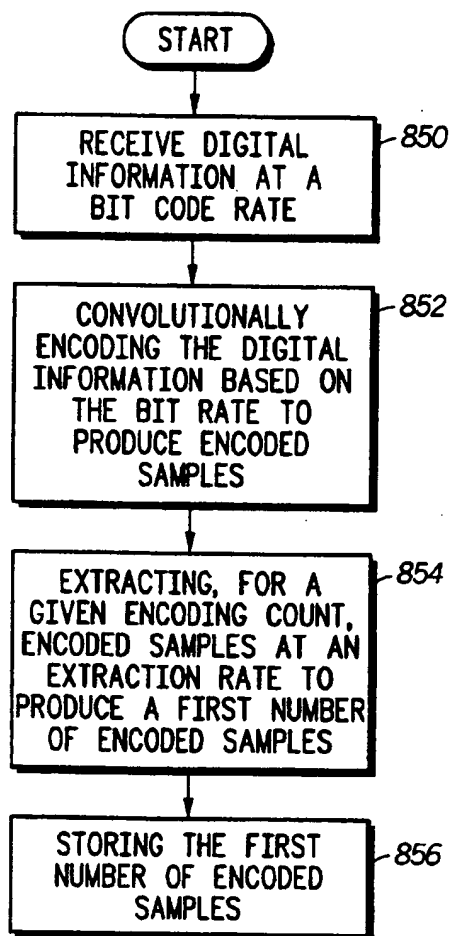 START
RECEIVE DIGITAL
INFORMATION AT A
BIT CODE RATE
850
CONVOLUTIONALLY
ENCODING THE DIGITAL
INFORMATION BASED ON
THE BIT RATE TO
PRODUCE ENCODED
SAMPLES
852
EXTRACTING, FOR A
GIVEN ENCODING COUNT,
ENCODED SAMPLES AT AN
EXTRACTION RATE TO
PRODUCE A FIRST NUMBER
OF ENCODED SAMPLES
854
STORING THE FIRST
NUMBER OF ENCODED
SAMPLES
856